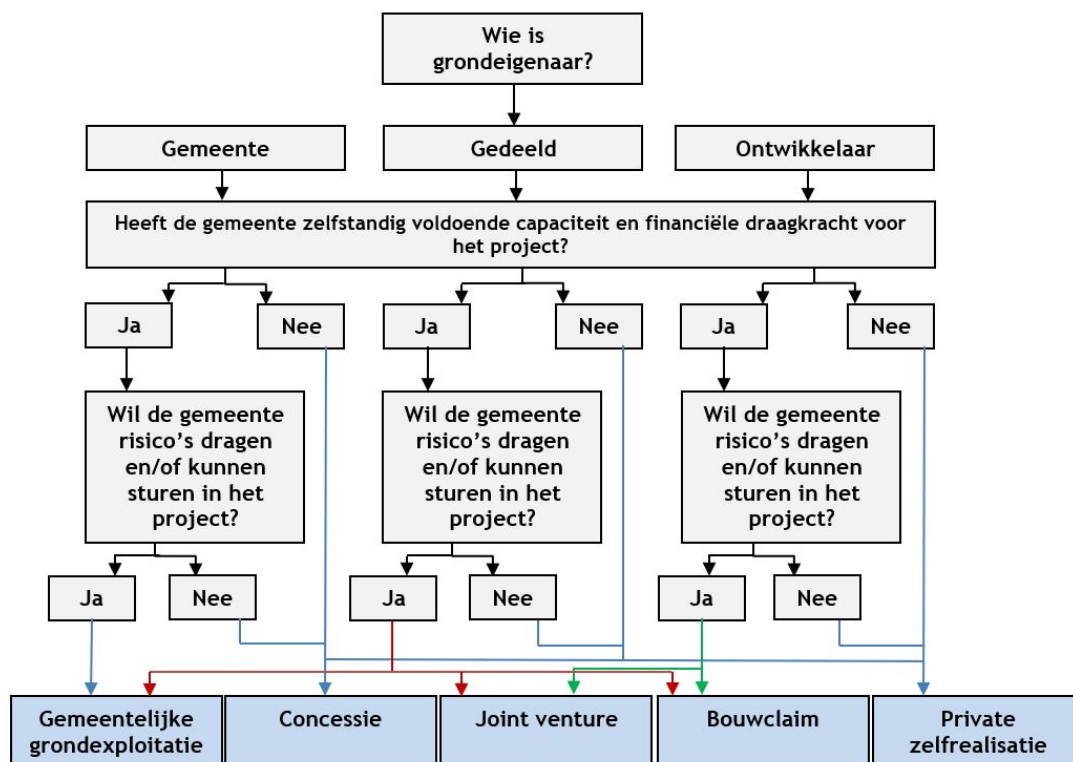 Wie is
grondeigenaar?
Gemeente
Gedeeld
Ontwikkelaar
Heeft de gemeente zelfstandig voldoende capaciteit en financiële draagkracht voor
het project?
Ja
Nee
Ja
Nee
Ja
Nee
Wil de gemeente
risico’s dragen
en/of kunnen
sturen in het
project?
Wil de gemeente
risico’s dragen
en/of kunnen
sturen in het
project?
Wil de gemeente
risico’s dragen
en/of kunnen
sturen in het
project?
Ja
Nee
Ja
Nee
Ja
Nee
Gemeentelijke
grondexploitatie
Concessie
Joint venture
Bouwclaim
Private
zelfrealisatie